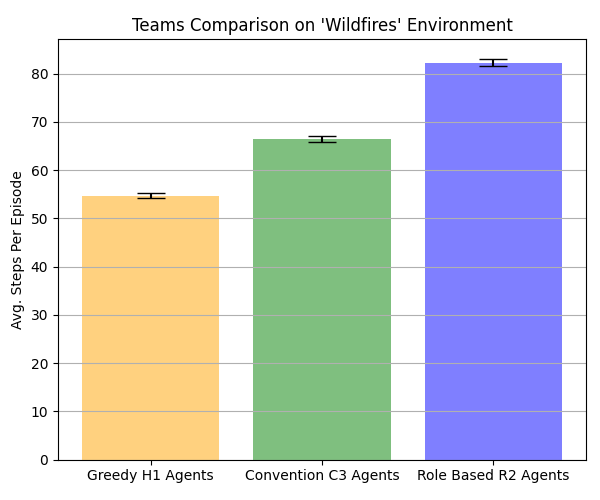 Teams Comparison on 'Wildfires' Environment
Avg. Steps Per Episode
80
70
60
50
40
30
20
10
0
Greedy H1 Agents
Convention C3 Agents
Role Based R2 Agents